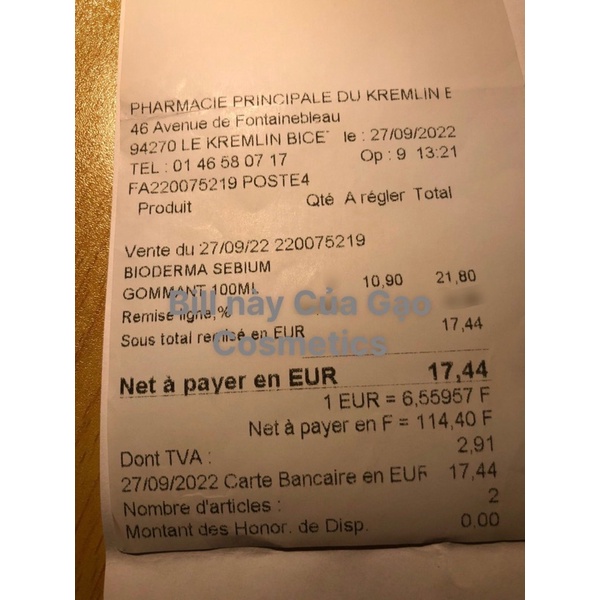 PHARMACIE PRINCIPALE DU KREMLIN B
46 Avenue de Fontainebleau
94270 LE KREMLIN BICET le : 27/09/2022
TEL : 01 46 58 07 17 Op : 9 13:21
FA220075219 POSTE4
Produit Qté A régler Total
Vente du 27/09/22 220075219
BIODERMA SEBIUM
GOMMANT 100ML 10,90 21,80
Remise ligne,%
Sous total remisé en EUR 17,44
Bill này Của Gạo
Cosmetics
Net à payer en EUR 17,44
1 EUR = 6,55957 F
Net à payer en F = 114,40 F
Dont TVA : 2,91
27/09/2022 Carte Bancaire en EUR 17,44
Nombre d'articles : 2
Montant des Honor. de Disp. 0.00